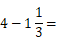 4 − 1 1/3 =